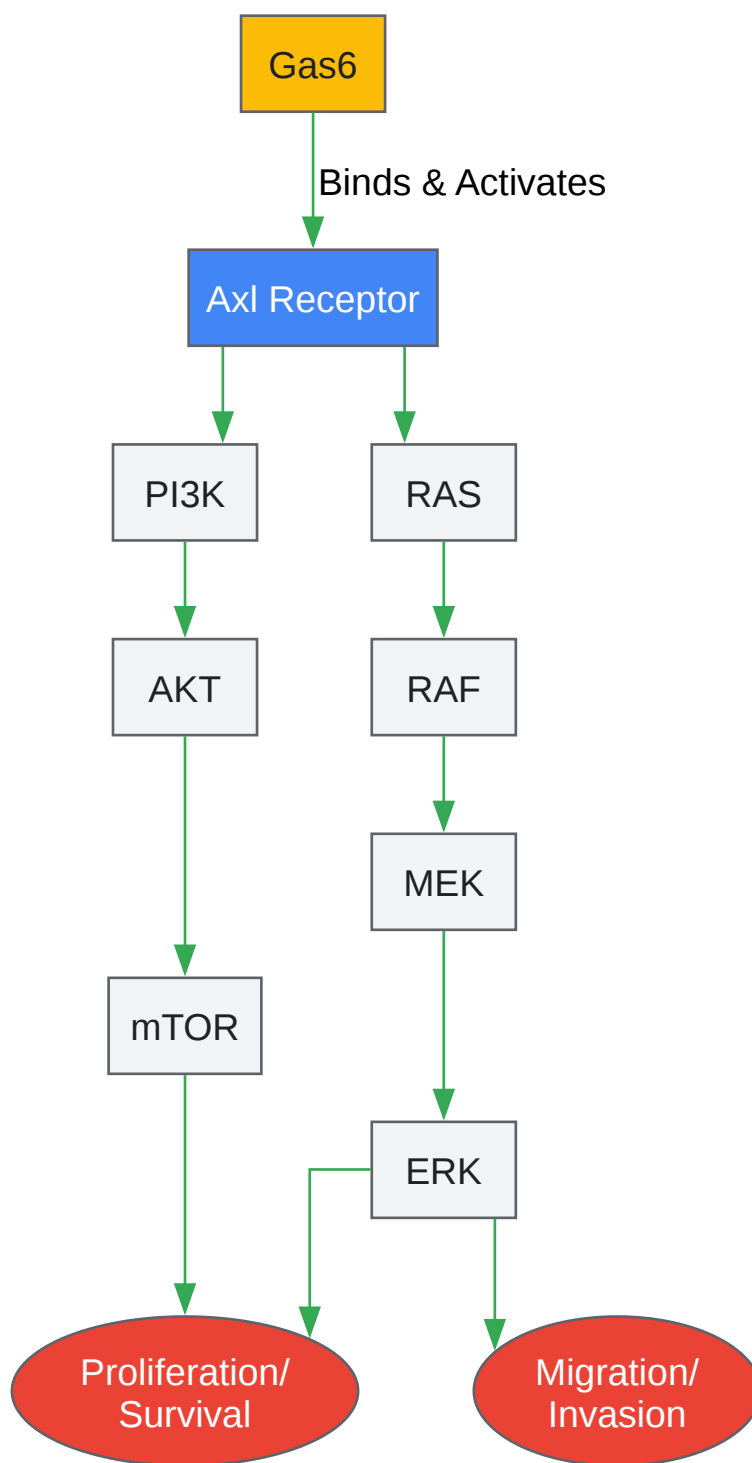 Gas6
Binds & Activates
Axl Receptor
PI3K
RAS
AKT
RAF
MEK
mTOR
ERK
Proliferation/
Survival
Migration/
Invasion